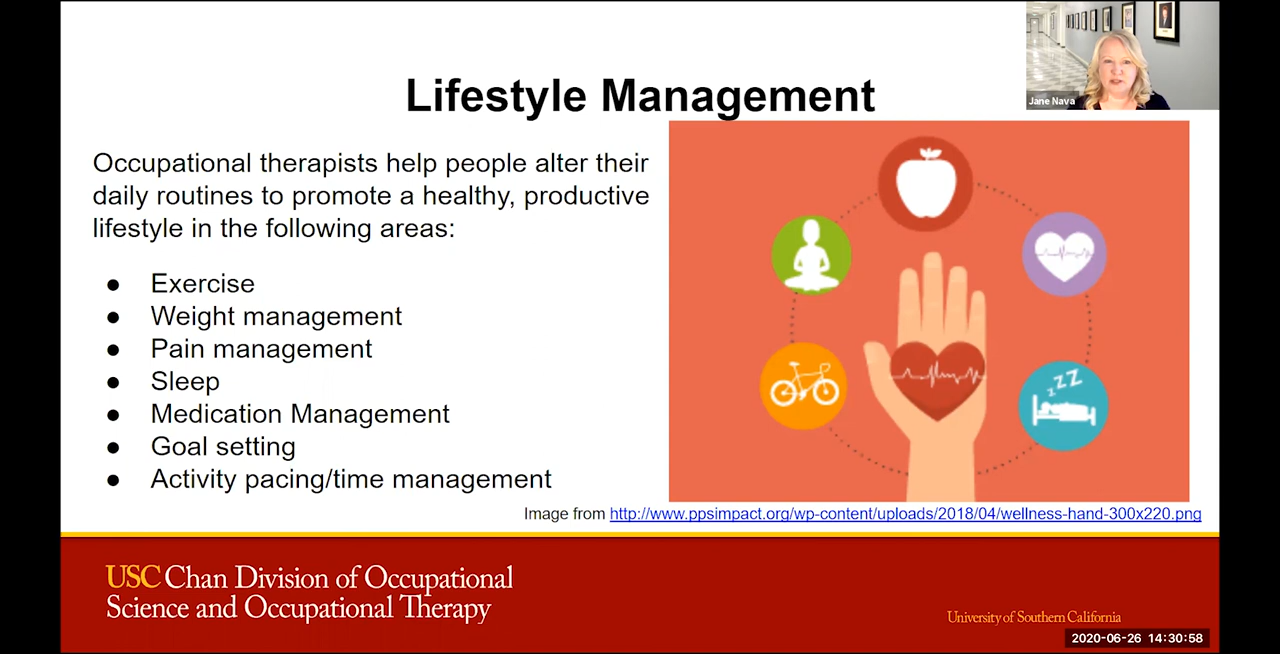 Lifestyle Management
Jane Nava
Occupational therapists help people alter their
daily routines to promote a healthy, productive
lifestyle in the following areas:
● Exercise
● Weight management
● Pain management
● Sleep
● Medication Management
● Goal setting
● Activity pacing/time management
zzZ
Image from http://www.ppsimpact.org/wp-content/uploads/2018/04/wellness-hand-300x220.png
USC Chan Division of Occupational
Science and Occupational Therapy
University of Southern California
2020-06-26 14:30:58